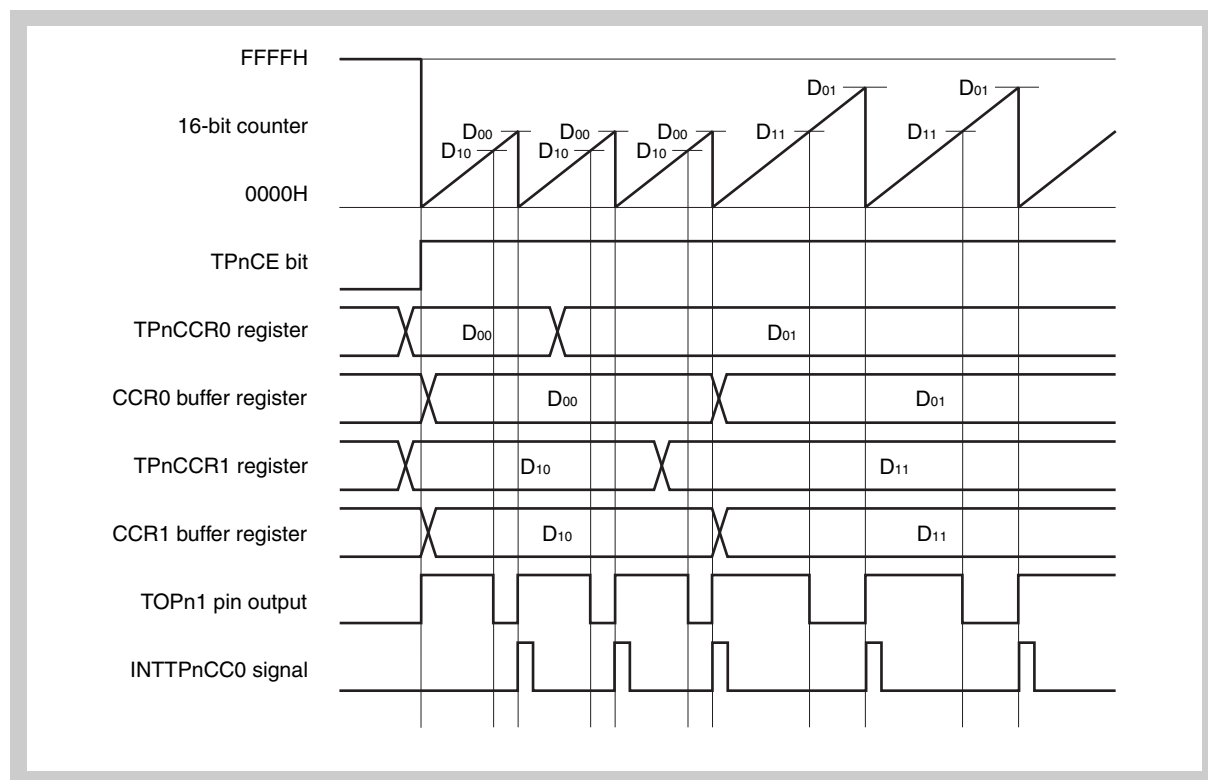 FFFFH
D01 D01
16-bit counter D00 D00 D00 D11 D11
D10 D10 D10
0000H
TPnCE bit
TPnCCR0 register D00 D01
CCR0 buffer register D00 D01
TPnCCR1 register D10 D11
CCR1 buffer register D10 D11
TOPn1 pin output
INTTPnCC0 signal